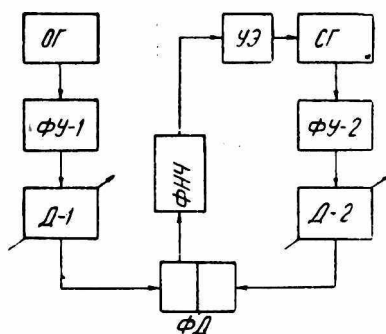 ОГ
УЭ
СГ
ФУ-1
ФНЧ
ФУ-2
Д-1
Д-2
ФД